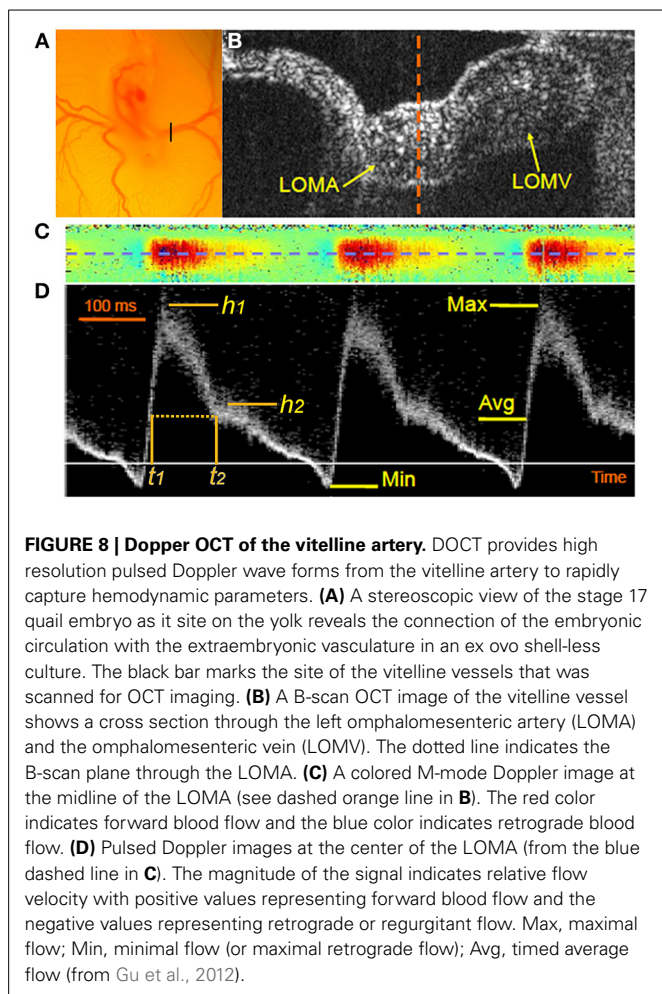 A
B
LOMA
LOMV
C
D
100 ms
h1
h2
Max
Avg
t1
t2
Min
Time
FIGURE 8 | Dopper OCT of the vitelline artery. DOCT provides high
resolution pulsed Doppler wave forms from the vitelline artery to rapidly
capture hemodynamic parameters. (A) A stereoscopic view of the stage 17
quail embryo as it site on the yolk reveals the connection of the embryonic
circulation with the extraembryonic vasculature in an ex ovo shell-less
culture. The black bar marks the site of the vitelline vessels that was
scanned for OCT imaging. (B) A B-scan OCT image of the vitelline vessel
shows a cross section through the left omphalomesenteric artery (LOMA)
and the omphalomesenteric vein (LOMV). The dotted line indicates the
B-scan plane through the LOMA. (C) A colored M-mode Doppler image at
the midline of the LOMA (see dashed orange line in B). The red color
indicates forward blood flow and the blue color indicates retrograde blood
flow. (D) Pulsed Doppler images at the center of the LOMA (from the blue
dashed line in C). The magnitude of the signal indicates relative flow
velocity with positive values representing forward blood flow and the
negative values representing retrograde or regurgitant flow. Max, maximal
flow; Min, minimal flow (or maximal retrograde flow); Avg, timed average
flow (from Gu et al., 2012).